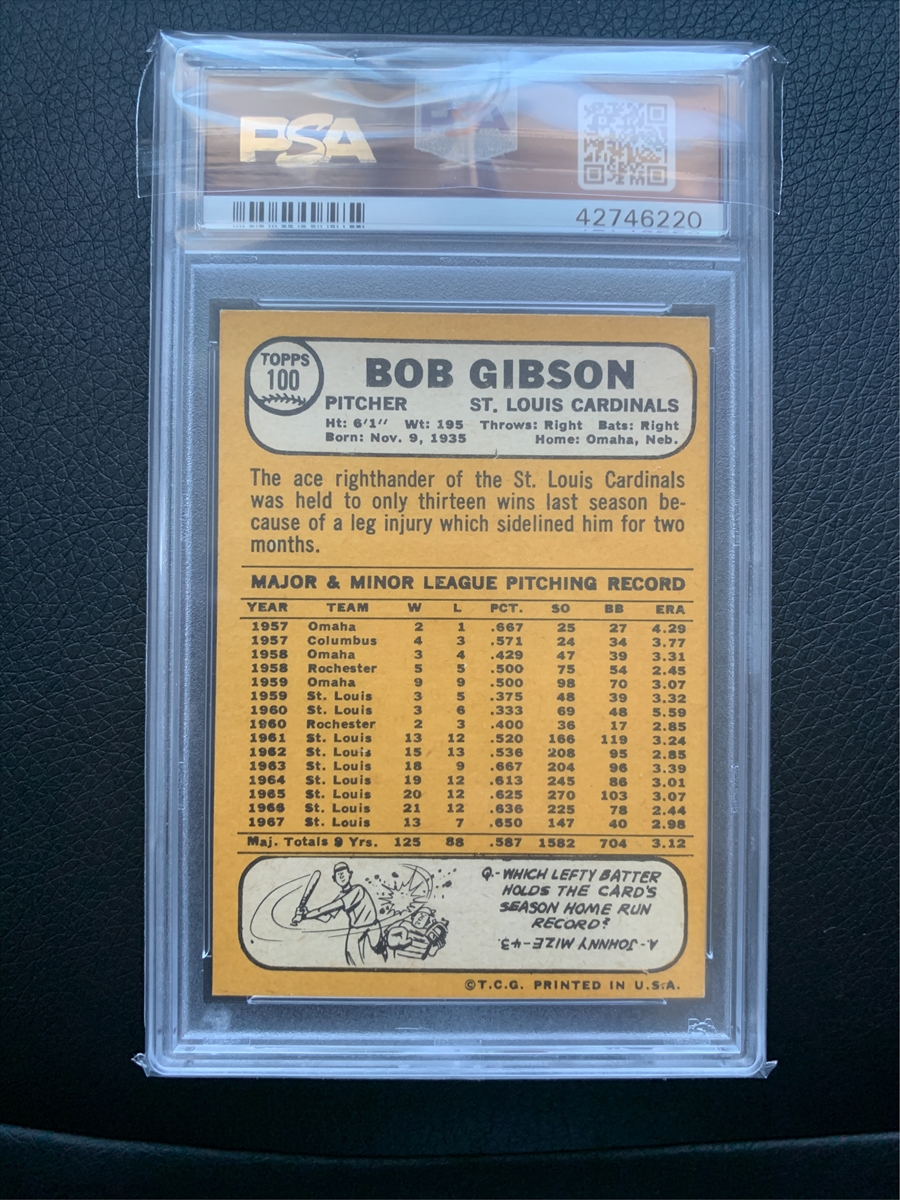 PSA
PSA
42746220
TOPPS
100
BOB GIBSON
PITCHER ST. LOUIS CARDINALS
Ht: 6'1" Wt: 195 Throws: Right Bats: Right
Born: Nov. 9, 1935 Home: Omaha, Neb.
The ace righthander of the St. Louis Cardinals
was held to only thirteen wins last season be-
cause of a leg injury which sidelined him for two
months.
MAJOR & MINOR LEAGUE PITCHING RECORD
YEAR TEAM W L PCT. SO BB ERA
1957 Omaha 2 1 .667 25 27 4.29
1957 Columbus 4 3 .571 24 34 3.77
1958 Omaha 3 4 .429 47 39 3.31
1958 Rochester 5 5 .500 75 54 2.45
1959 Omaha 9 9 .500 98 70 3.07
1959 St. Louis 3 5 .375 48 39 3.32
1960 St. Louis 3 6 .333 69 48 5.59
1960 Rochester 2 3 .400 36 17 2.85
1961 St. Louis 13 12 .520 166 119 3.24
1962 St. Louis 15 13 .536 208 95 2.85
1963 St. Louis 18 9 .667 204 96 3.39
1964 St. Louis 19 12 .613 245 86 3.01
1965 St. Louis 20 12 .625 270 103 3.07
1966 St. Louis 21 12 .636 225 78 2.44
1967 St. Louis 13 7 .650 147 40 2.98
Maj. Totals 9 Yrs. 125 88 .587 1582 704 3.12
Q.- WHICH LEFTY BATTER
HOLDS THE CARD'S
SEASON HOME RUN
RECORD?
A. JOHNNY MIZE - 43.
©T.C.G. PRINTED IN U.S.A.
PSA